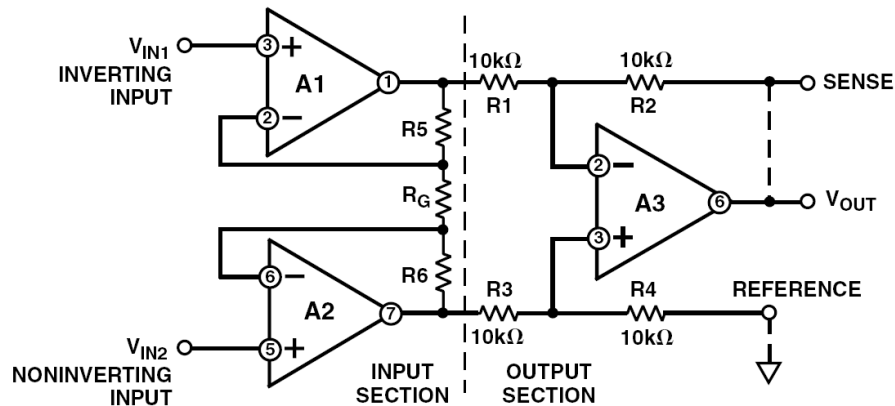 VIN1
INVERTING
INPUT
3
+
A1
1
2
−
R5
RG
R6
6
−
A2
7
5
+
VIN2
NONINVERTING
INPUT
INPUT
SECTION
OUTPUT
SECTION
10kΩ
R1
10kΩ
R2
SENSE
2
−
A3
6
VOUT
3
+
R3
10kΩ
R4
10kΩ
REFERENCE